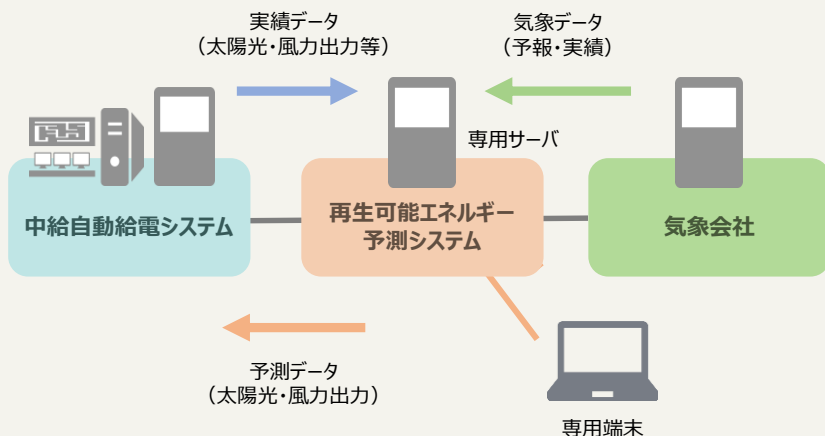 実績データ
（太陽光・風力出力等）
気象データ
（予報・実績）
専用サーバ
中給自動給電システム
再生可能エネルギー
予測システム
気象会社
予測データ
（太陽光・風力出力）
専用端末